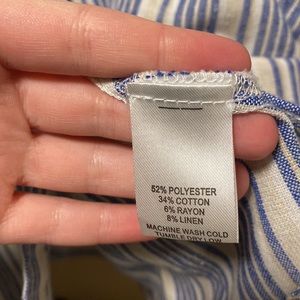 52% POLYESTER
34% COTTON
6% RAYON
8% LINEN
MACHINE WASH COLD
TUMBLE DRY LOW